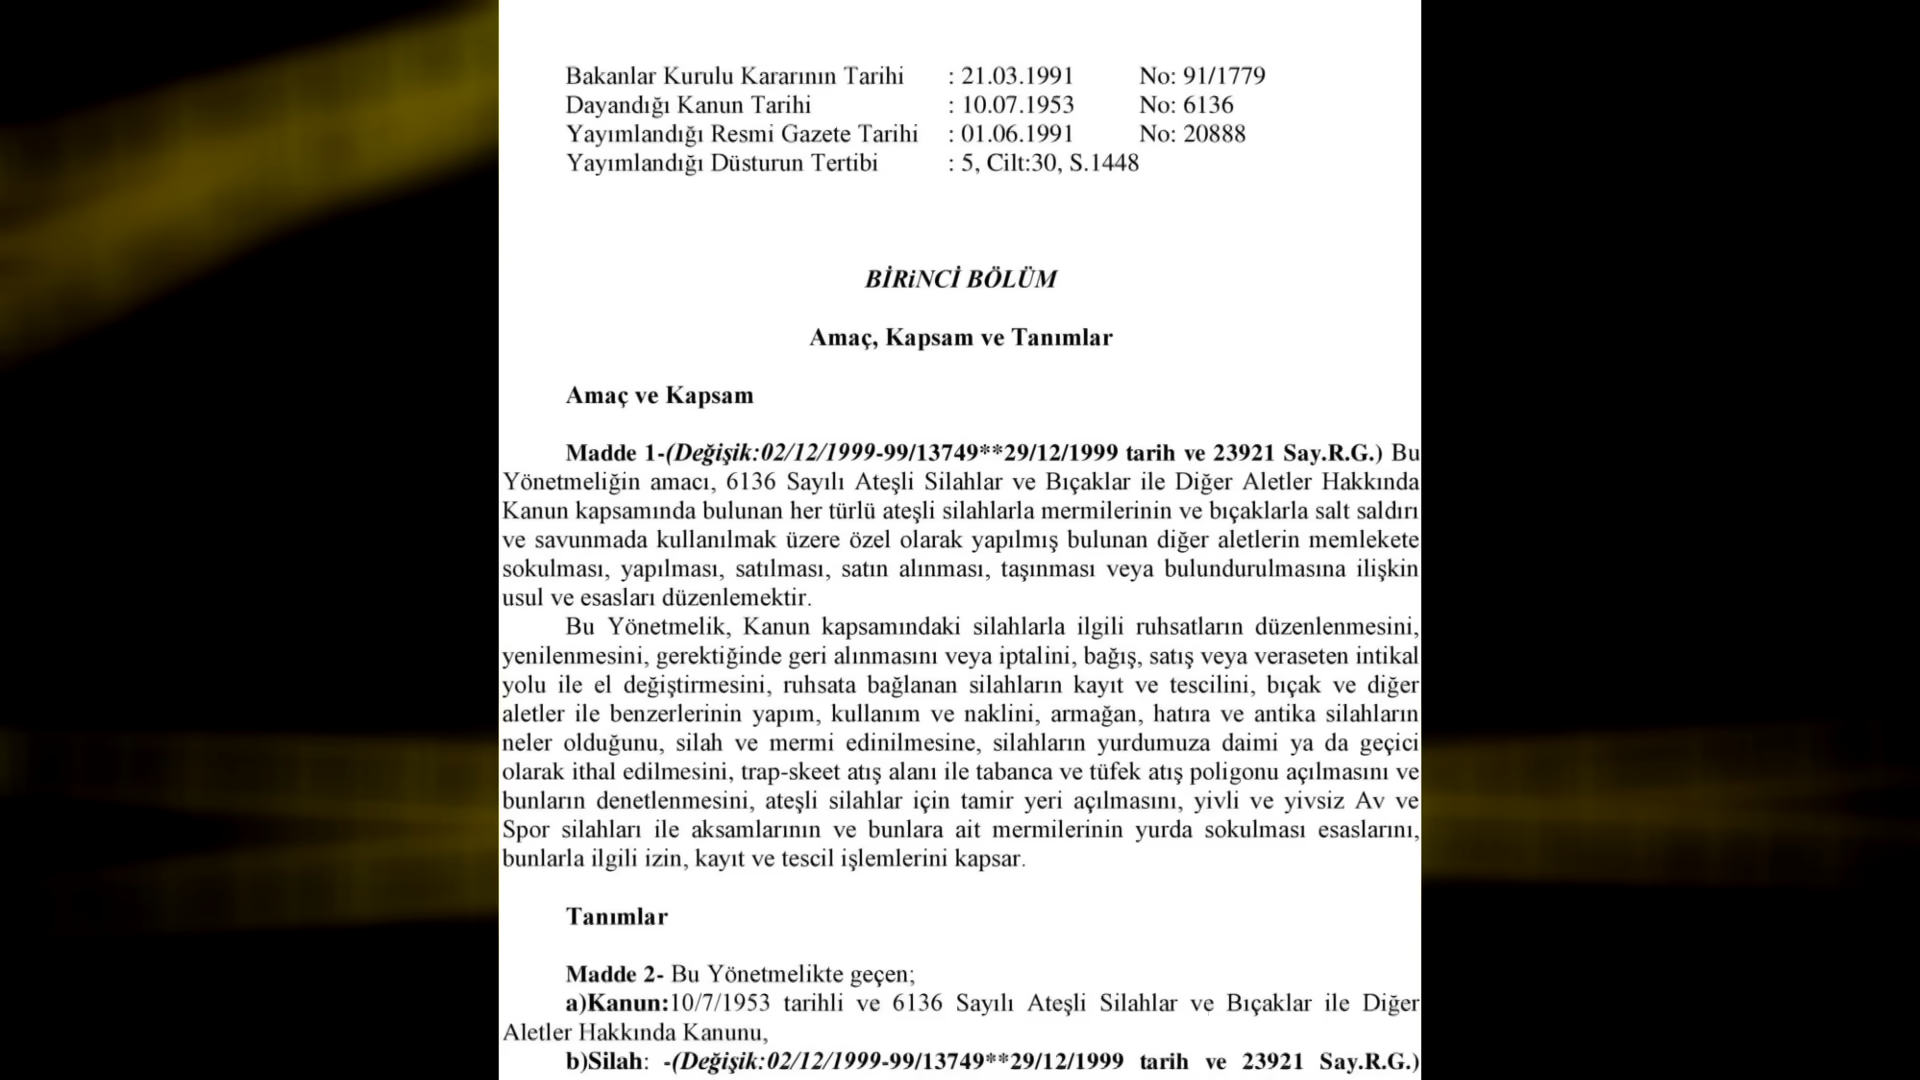 Bakanlar Kurulu Kararının Tarihi : 21.03.1991 No: 91/1779
Dayandığı Kanun Tarihi : 10.07.1953 No: 6136
Yayımlandığı Resmi Gazete Tarihi : 01.06.1991 No: 20888
Yayımlandığı Düsturun Tertibi : 5, Cilt:30, S.1448
BİRiNCİ BÖLÜM
Amaç, Kapsam ve Tanımlar
Amaç ve Kapsam
Madde 1-(Değişik:02/12/1999-99/13749**29/12/1999 tarih ve 23921 Say.R.G.) Bu
Yönetmeliğin amacı, 6136 Sayılı Ateşli Silahlar ve Bıçaklar ile Diğer Aletler Hakkında
Kanun kapsamında bulunan her türlü ateşli silahlarla mermilerinin ve bıçaklarla salt saldırı
ve savunmada kullanılmak üzere özel olarak yapılmış bulunan diğer aletlerin memlekete
sokulması, yapılması, satılması, satın alınması, taşınması veya bulundurulmasına ilişkin
usul ve esasları düzenlemektir.
Bu Yönetmelik, Kanun kapsamındaki silahlarla ilgili ruhsatların düzenlenmesini,
yenilenmesini, gerektiğinde geri alınmasını veya iptalini, bağış, satış veya veraseten intikal
yolu ile el değiştirmesini, ruhsata bağlanan silahların kayıt ve tescilini, bıçak ve diğer
aletler ile benzerlerinin yapım, kullanım ve naklini, armağan, hatıra ve antika silahların
neler olduğunu, silah ve mermi edinilmesine, silahların yurdumuza daimi ya da geçici
olarak ithal edilmesini, trap-skeet atış alanı ile tabanca ve tüfek atış poligonu açılmasını ve
bunların denetlenmesini, ateşli silahlar için tamir yeri açılmasını, yivli ve yivsiz Av ve
Spor silahları ile aksamlarının ve bunlara ait mermilerinin yurda sokulması esaslarını,
bunlarla ilgili izin, kayıt ve tescil işlemlerini kapsar.
Tanımlar
Madde 2- Bu Yönetmelikte geçen;
a)Kanun:10/7/1953 tarihli ve 6136 Sayılı Ateşli Silahlar ve Bıçaklar ile Diğer
Aletler Hakkında Kanunu,
b)Silah: -(Değişik:02/12/1999-99/13749**29/12/1999 tarih ve 23921 Say.R.G.)